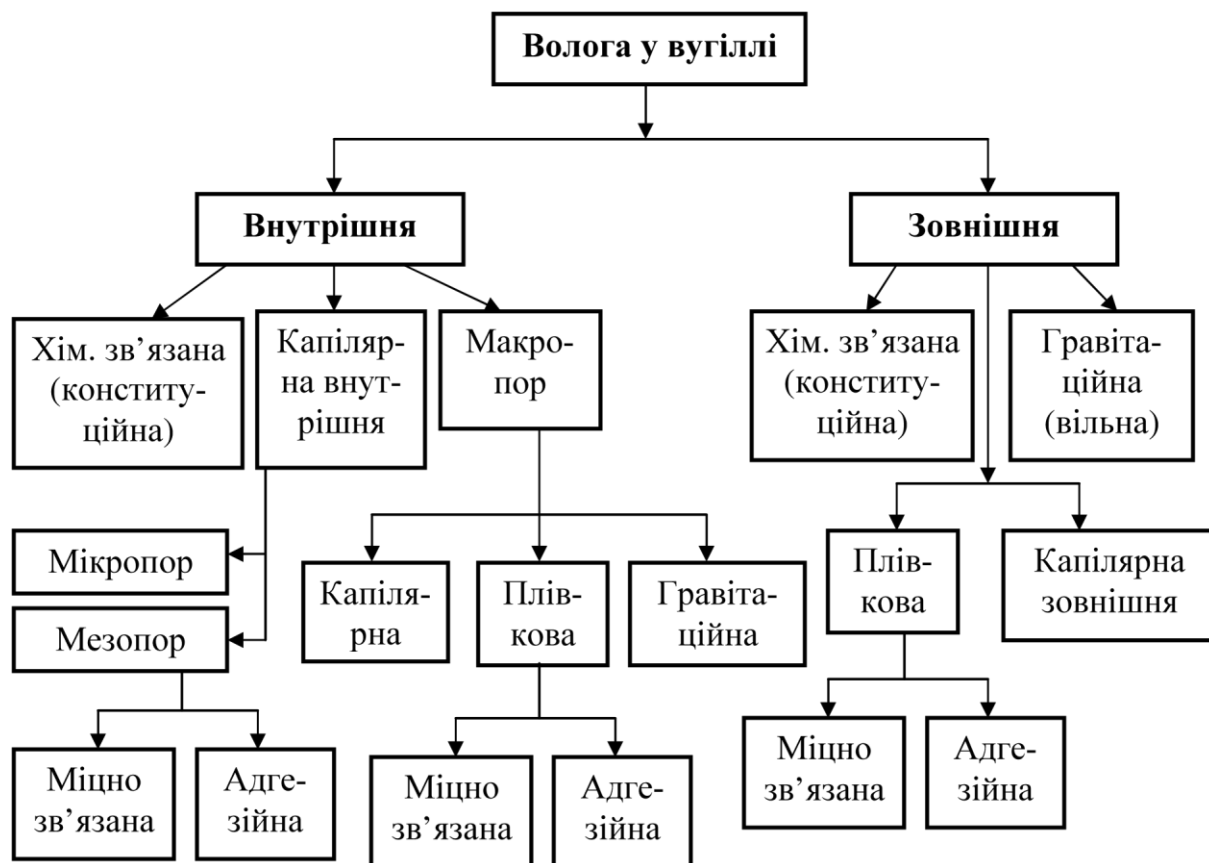 Волога у вугіллі
Внутрішня
Зовнішня
Хім. зв’язана
(конститу-
ційна)
Капіляр-
на внут-
рішня
Макро-
пор
Хім. зв’язана
(конститу-
ційна)
Гравіта-
ційна
(вільна)
Мікропор
Мезопор
Капіля-
рна
Плів-
кова
Гравіта-
ційна
Плів-
кова
Капілярна
зовнішня
Міцно
зв’язана
Адге-
зійна
Міцно
зв’язана
Адге-
зійна
Міцно
зв’язана
Адге-
зійна